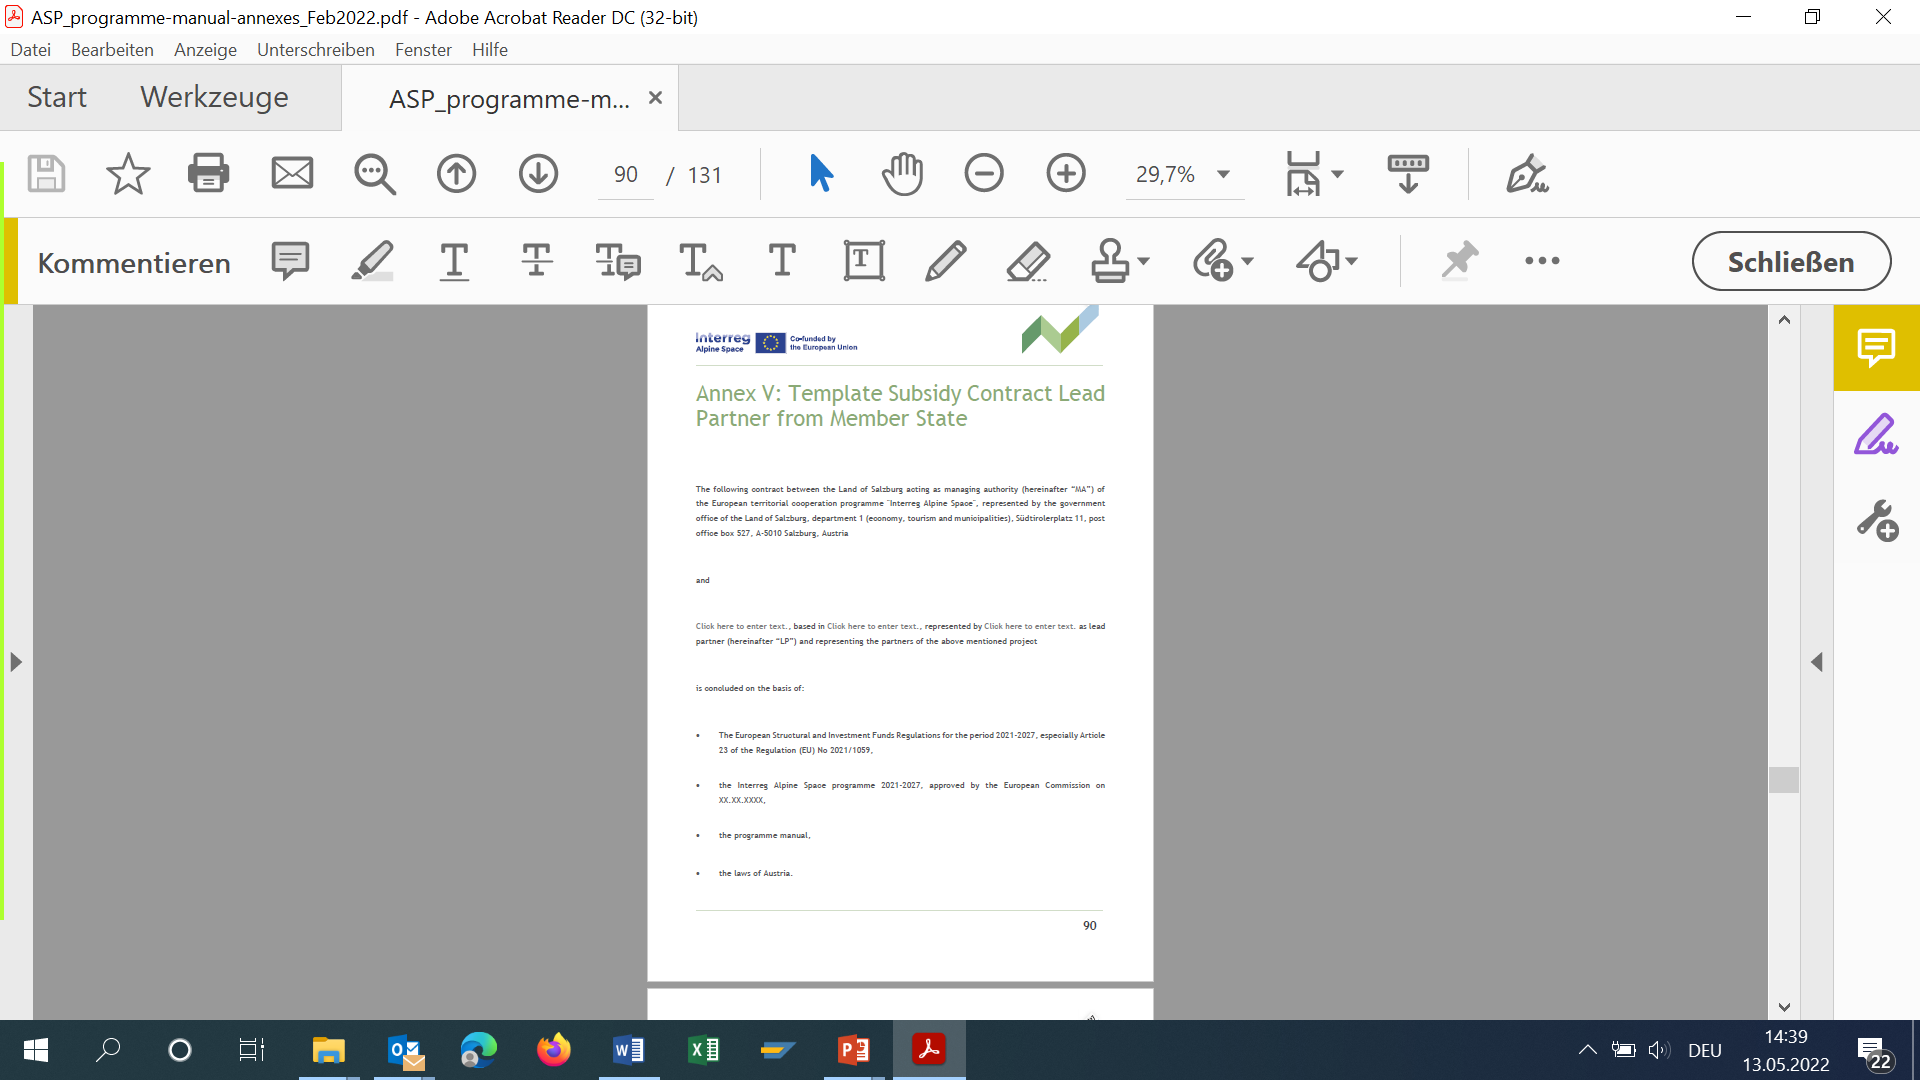 ASP_programme-manual-annexes_Feb2022.pdf - Adobe Acrobat Reader DC (32-bit)
Datei Bearbeiten Anzeige Unterschreiben Fenster Hilfe
Start Werkzeuge ASP_programme-m...
90 / 131 29,7%
Kommentieren Schließen
Interreg
Alpine Space
Co-funded by
the European Union
Annex V: Template Subsidy Contract Lead
Partner from Member State
The following contract between the Land of Salzburg acting as managing authority (hereinafter “MA”) of
the European territorial cooperation programme "Interreg Alpine Space", represented by the government
office of the Land of Salzburg, department 1 (economy, tourism and municipalities), Südtirolerplatz 11, post
office box 527, A-5010 Salzburg, Austria
and
Click here to enter text., based in Click here to enter text., represented by Click here to enter text. as lead
partner (hereinafter “LP”) and representing the partners of the above mentioned project
is concluded on the basis of:
• The European Structural and Investment Funds Regulations for the period 2021-2027, especially Article
23 of the Regulation (EU) No 2021/1059,
• the Interreg Alpine Space programme 2021-2027, approved by the European Commission on
XX.XX.XXXX,
• the programme manual,
• the laws of Austria.
90
DEU
14:39
13.05.2022
22